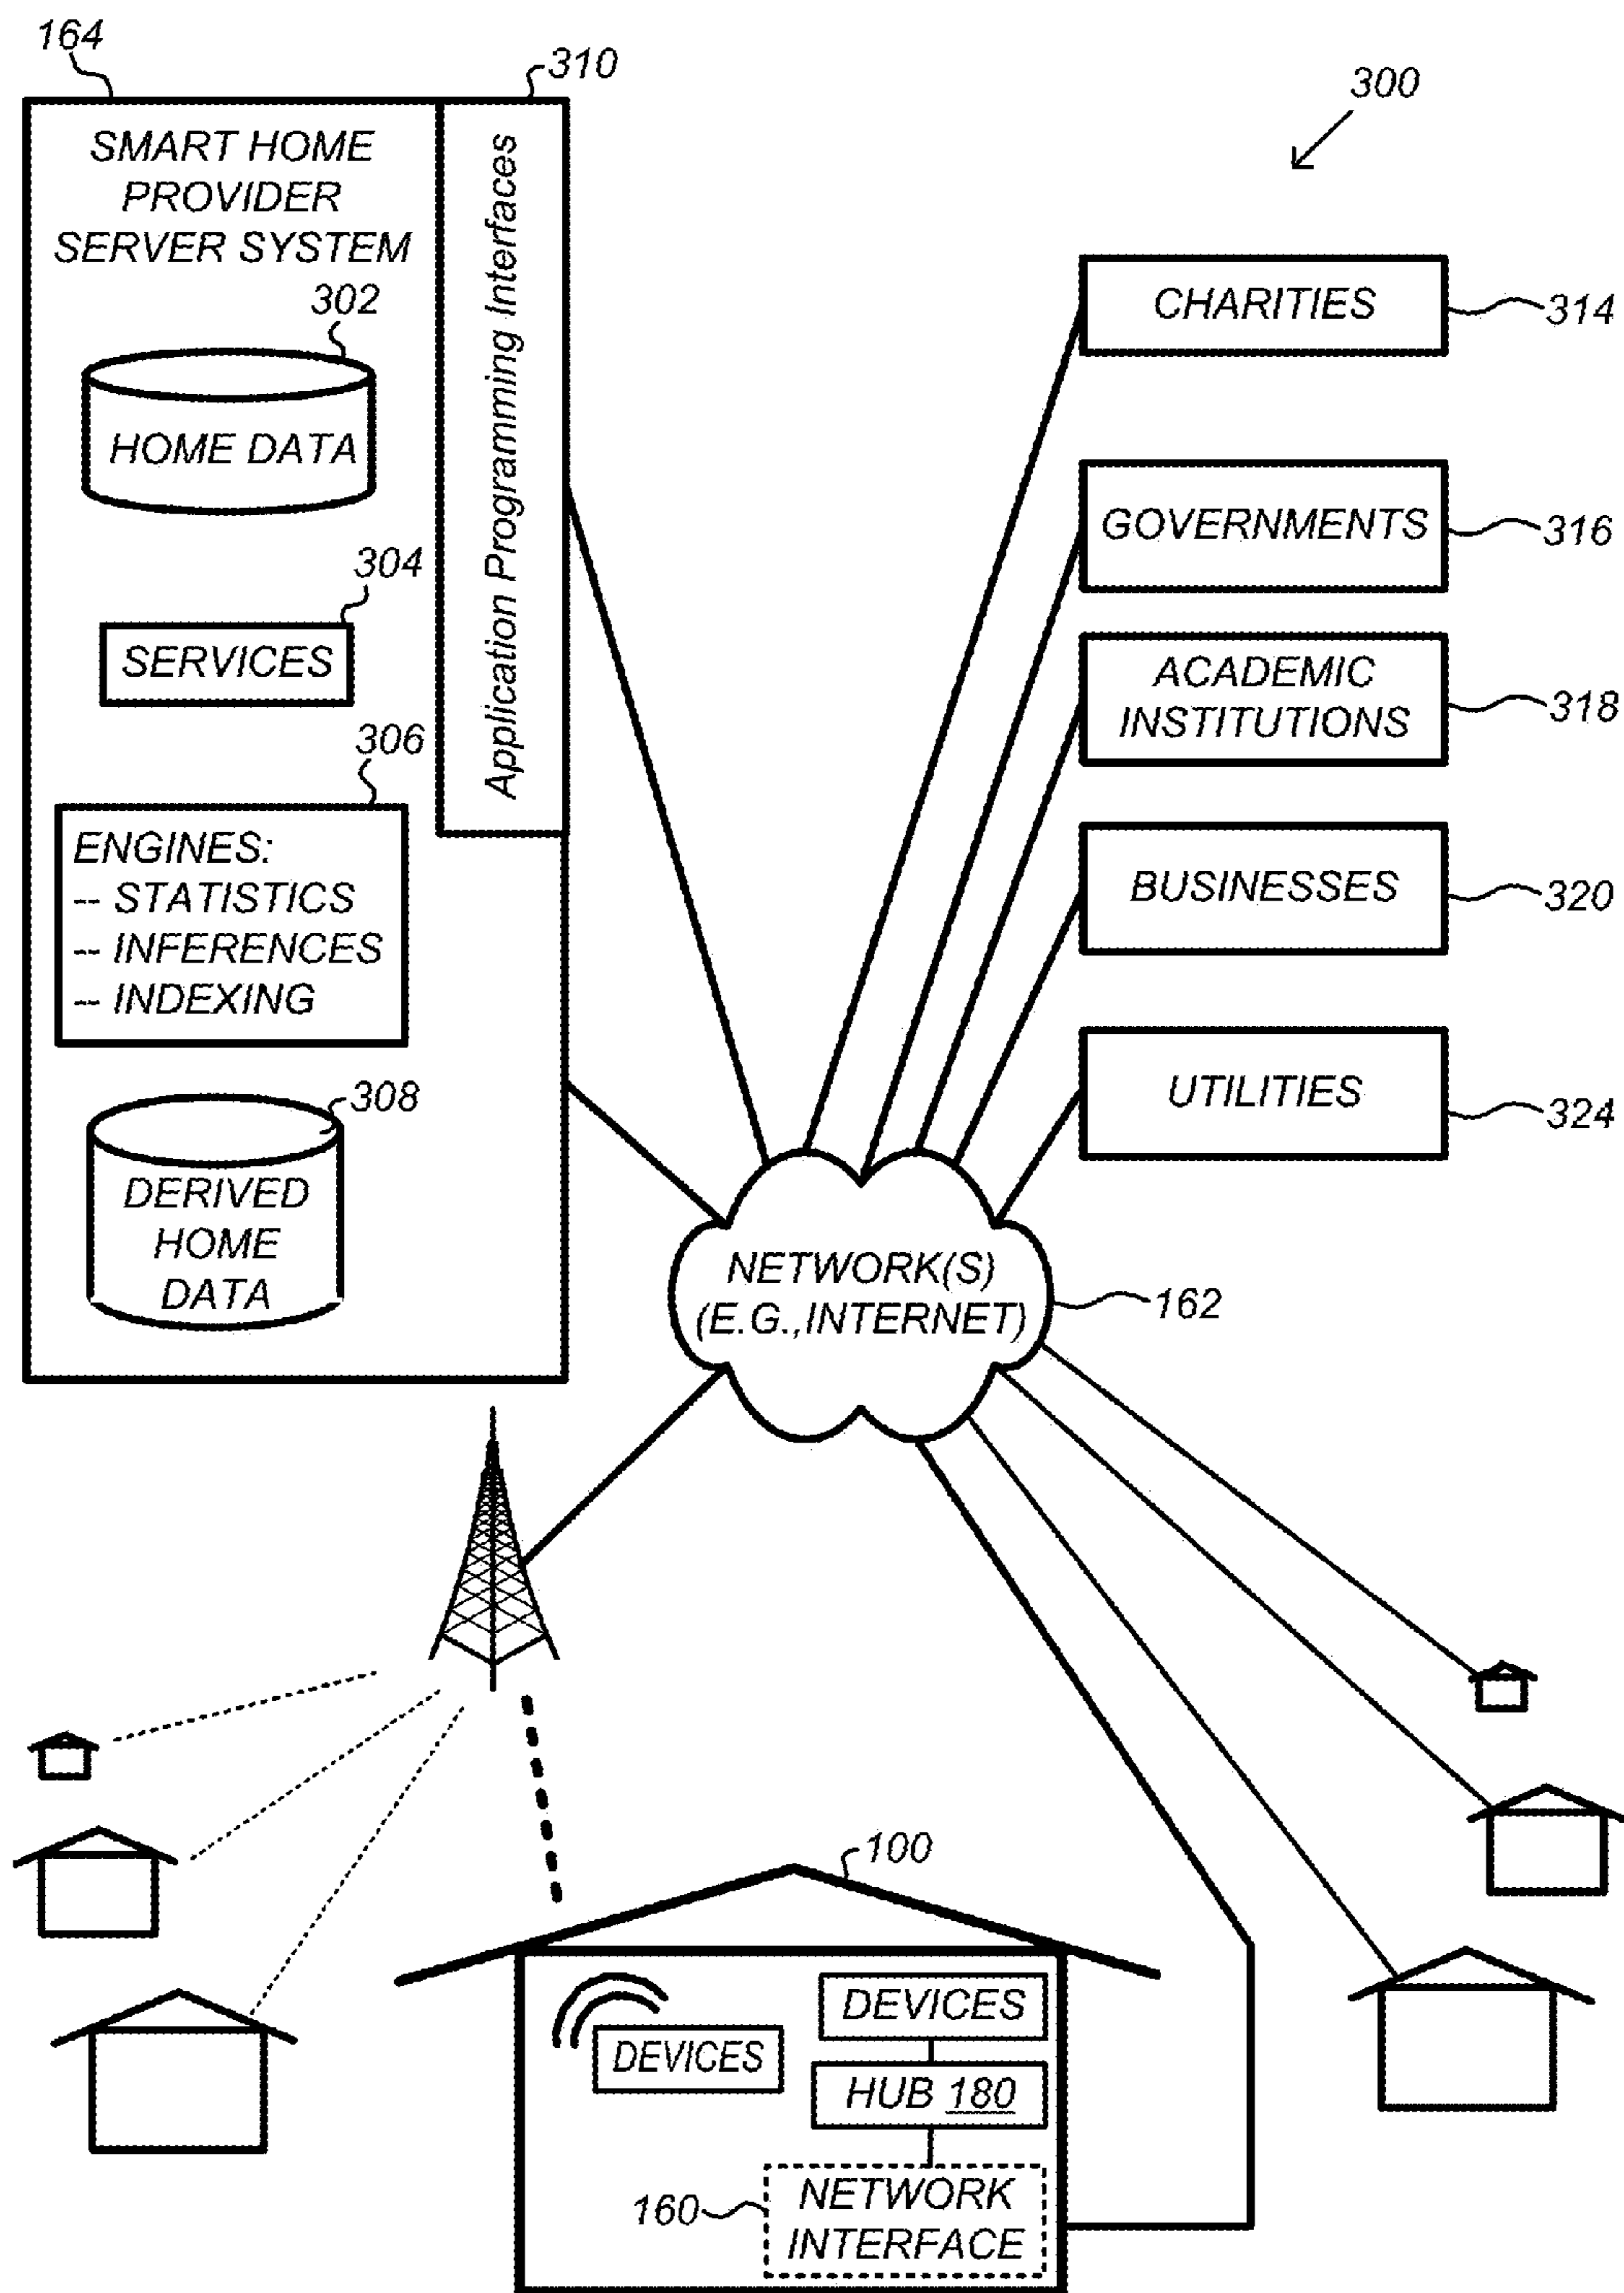 164
310
300
SMART HOME
PROVIDER
SERVER SYSTEM
Application Programming Interfaces
302
HOME DATA
304
SERVICES
306
ENGINES:
-- STATISTICS
-- INFERENCES
-- INDEXING
308
DERIVED
HOME
DATA
CHARITIES
314
GOVERNMENTS
316
ACADEMIC
INSTITUTIONS
318
BUSINESSES
320
UTILITIES
324
NETWORK(S)
(E.G.,INTERNET)
162
100
DEVICES
DEVICES
HUB 180
160
NETWORK
INTERFACE